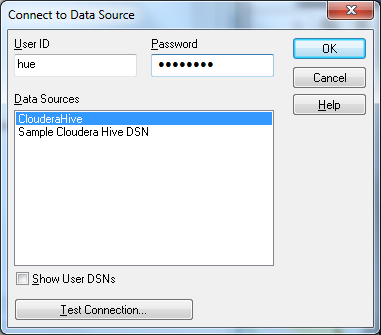 Connect to Data Source
User ID
Password
OK
hue
••••••••
Cancel
Data Sources
Help
ClouderaHive
Sample Cloudera Hive DSN
Show User DSNs
Test Connection...